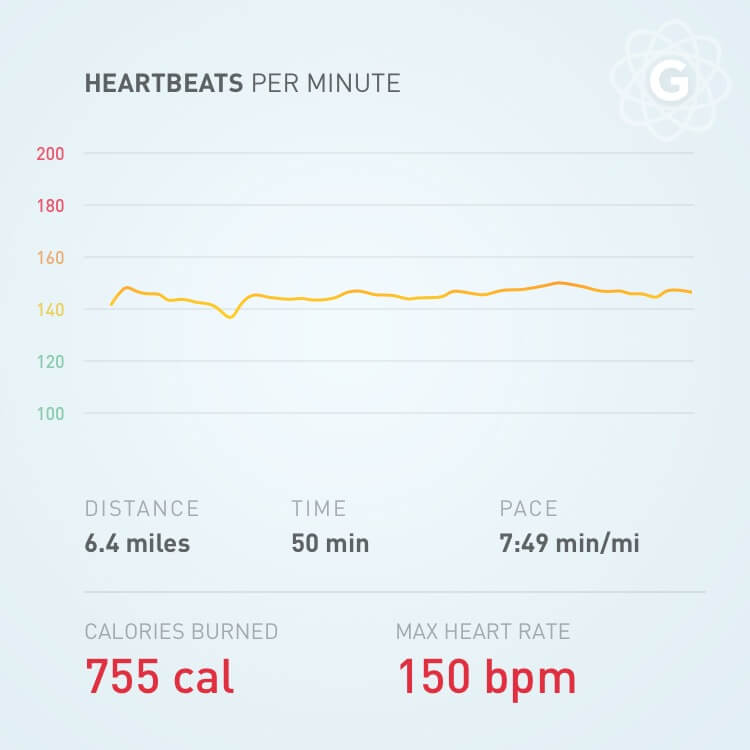 G
HEARTBEATS PER MINUTE
200
180
160
140
120
100
DISTANCE TIME PACE
6.4 miles 50 min 7:49 min/mi
CALORIES BURNED MAX HEART RATE
755 cal 150 bpm